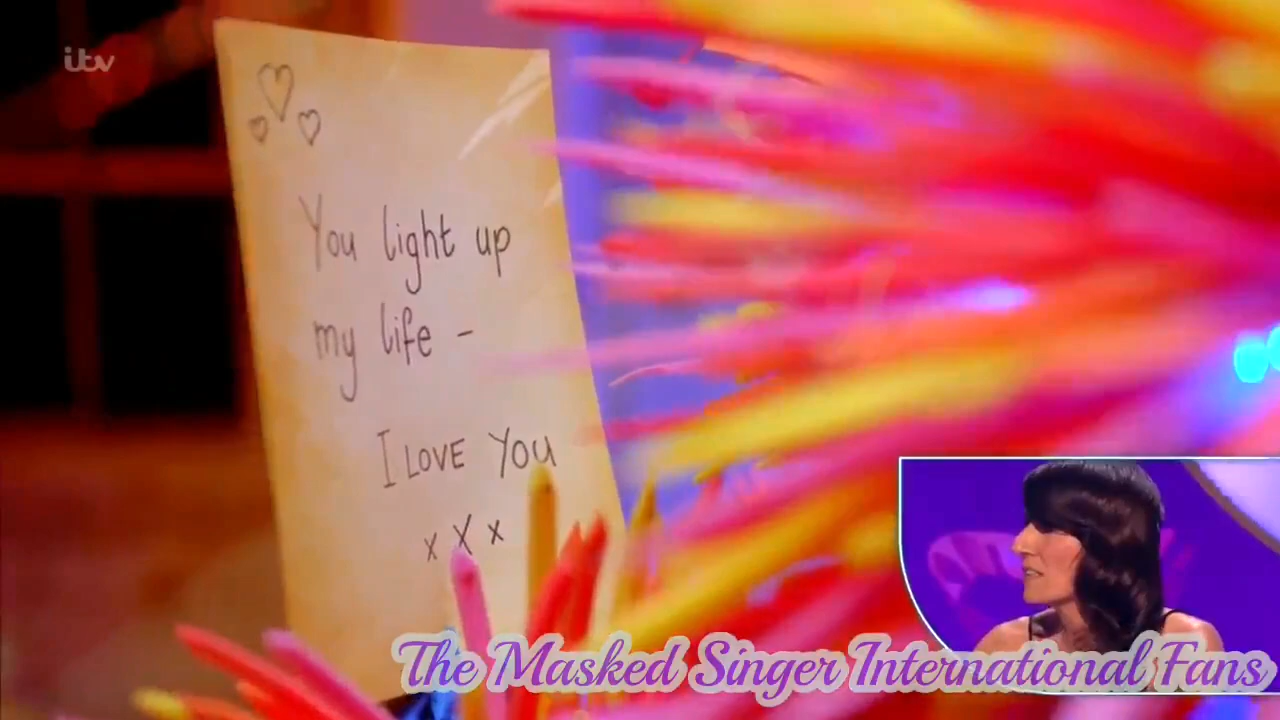 itv
You light up
my life -
I LOVE YOU
x X x
The Masked Singer International Fans